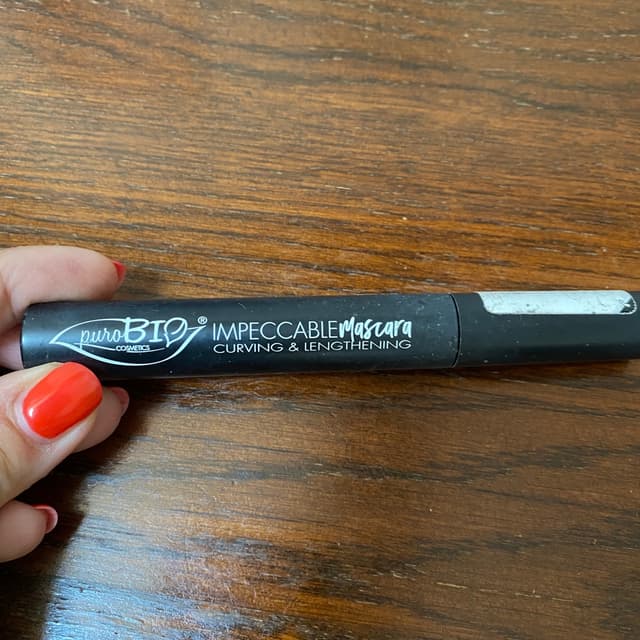 puroBIO®
COSMETICS
IMPECCABLE Mascara
CURVING & LENGTHENING